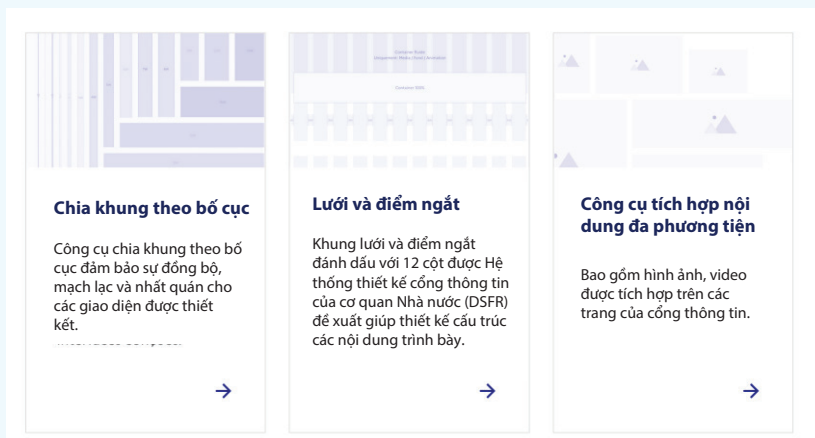 Chia khung theo bố cục
Công cụ chia khung theo bố
cục đảm bảo sự đồng bộ,
mạch lạc và nhất quán cho
các giao diện được thiết
kết.
Lưới và điểm ngắt
Khung lưới và điểm ngắt
đánh dấu với 12 cột được Hệ
thống thiết kế cổng thông tin
của cơ quan Nhà nước (DSFR)
đề xuất giúp thiết kế cấu trúc
các nội dung trình bày.
Công cụ tích hợp nội
dung đa phương tiện
Bao gồm hình ảnh, video
được tích hợp trên các
trang của cổng thông tin.